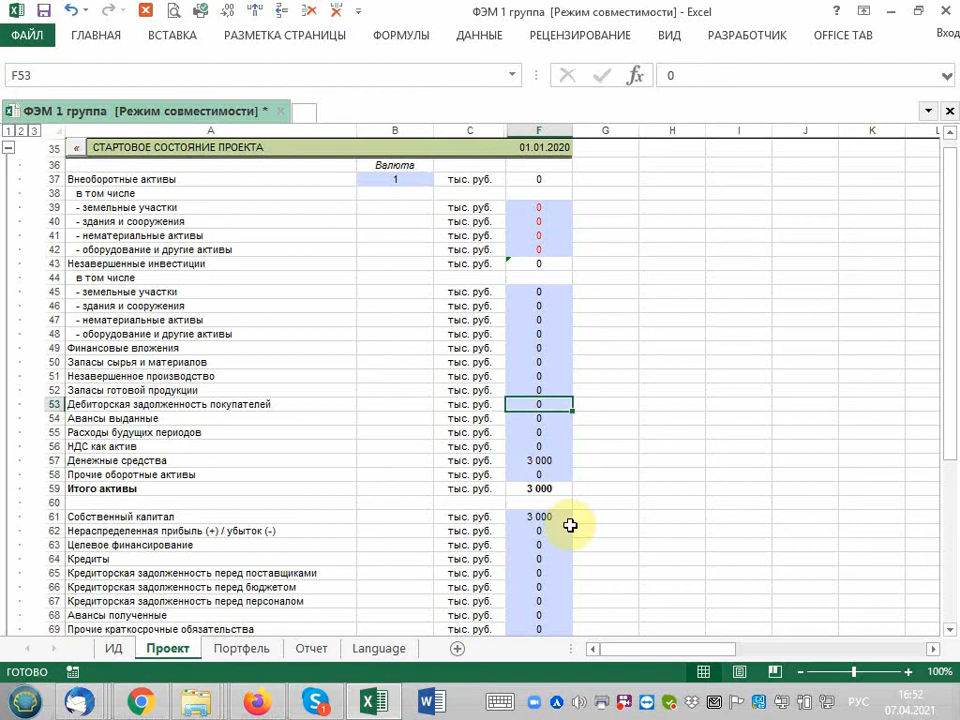 ФЭМ 1 группа [Режим совместимости] - Excel
ФАЙЛ ГЛАВНАЯ ВСТАВКА РАЗМЕТКА СТРАНИЦЫ ФОРМУЛЫ ДАННЫЕ РЕЦЕНЗИРОВАНИЕ ВИД РАЗРАБОТЧИК OFFICE TAB Вход
F53 fx 0
ФЭМ 1 группа [Режим совместимости] *
1 2 3 A B C F G H I J K L
35 « СТАРТОВОЕ СОСТОЯНИЕ ПРОЕКТА 01.01.2020
36 Валюта
37 Внеоборотные активы 1 тыс. руб. 0
38 в том числе
39 - земельные участки тыс. руб. 0
40 - здания и сооружения тыс. руб. 0
41 - нематериальные активы тыс. руб. 0
42 - оборудование и другие активы тыс. руб. 0
43 Незавершенные инвестиции тыс. руб. 0
44 в том числе
45 - земельные участки тыс. руб. 0
46 - здания и сооружения тыс. руб. 0
47 - нематериальные активы тыс. руб. 0
48 - оборудование и другие активы тыс. руб. 0
49 Финансовые вложения тыс. руб. 0
50 Запасы сырья и материалов тыс. руб. 0
51 Незавершенное производство тыс. руб. 0
52 Запасы готовой продукции тыс. руб. 0
53 Дебиторская задолженность покупателей тыс. руб. 0
54 Авансы выданные тыс. руб. 0
55 Расходы будущих периодов тыс. руб. 0
56 НДС как актив тыс. руб. 0
57 Денежные средства тыс. руб. 3 000
58 Прочие оборотные активы тыс. руб. 0
59 Итого активы тыс. руб. 3 000
60
61 Собственный капитал тыс. руб. 3 000
62 Нераспределенная прибыль (+) / убыток (-) тыс. руб. 0
63 Целевое финансирование тыс. руб. 0
64 Кредиты тыс. руб. 0
65 Кредиторская задолженность перед поставщиками тыс. руб. 0
66 Кредиторская задолженность перед бюджетом тыс. руб. 0
67 Кредиторская задолженность перед персоналом тыс. руб. 0
68 Авансы полученные тыс. руб. 0
69 Прочие краткосрочные обязательства тыс. руб. 0
ИД Проект Портфель Отчет Language
ГОТОВО 100%
РУС 16:52
07.04.2021